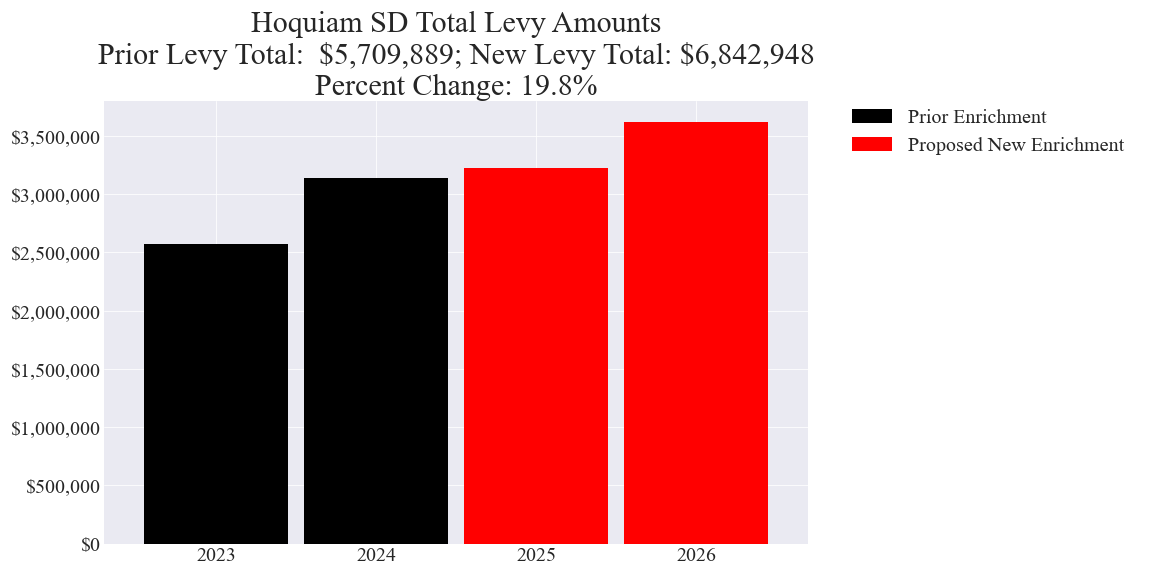 Hoquiam SD Total Levy Amounts
Prior Levy Total:  $5,709,889; New Levy Total: $6,842,948
Percent Change: 19.8%
Prior Enrichment
Proposed New Enrichment
$3,500,000
$3,000,000
$2,500,000
$2,000,000
$1,500,000
$1,000,000
$500,000
$0
2023 2024 2025 2026